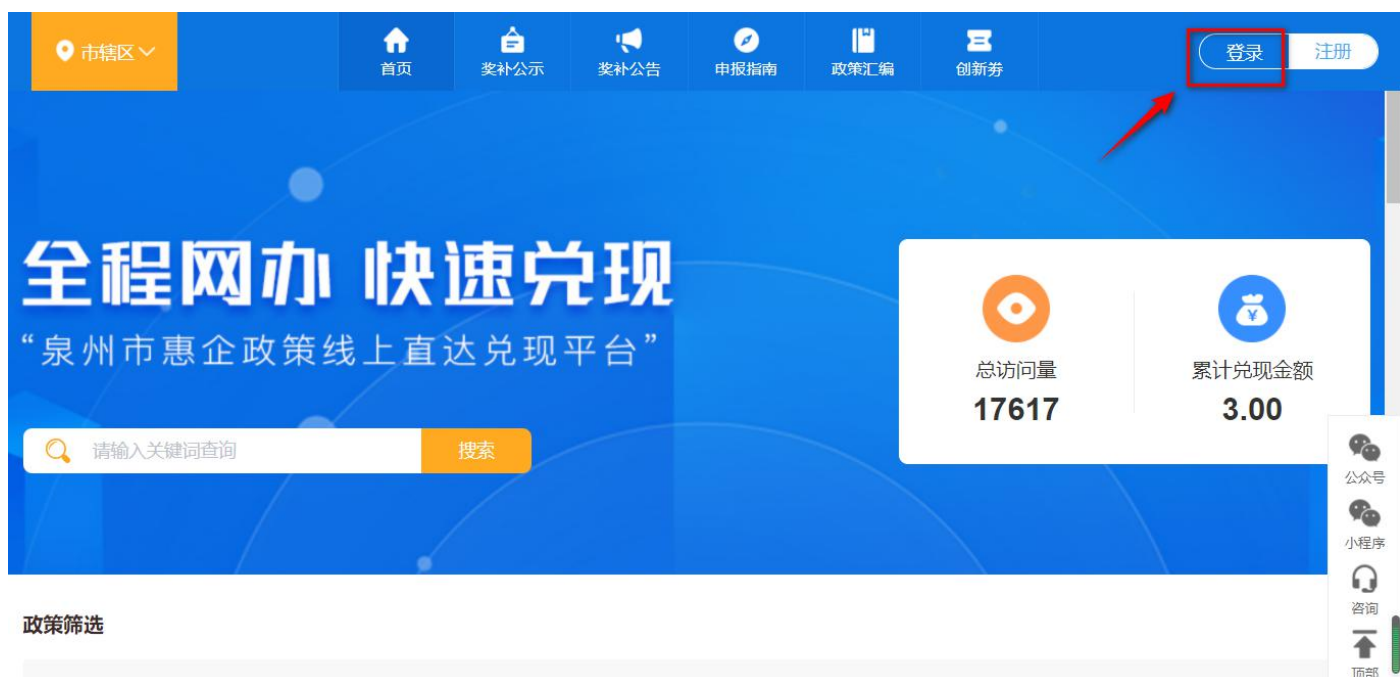 市辖区
首页
奖补公示
奖补公告
申报指南
政策汇编
创新劵
登录
注册
全程网办 快速兑现
“泉州市惠企政策线上直达兑现平台”
请输入关键词查询
搜索
总访问量
17617
累计兑现金额
3.00
公众号
小程序
咨询
顶部
政策筛选